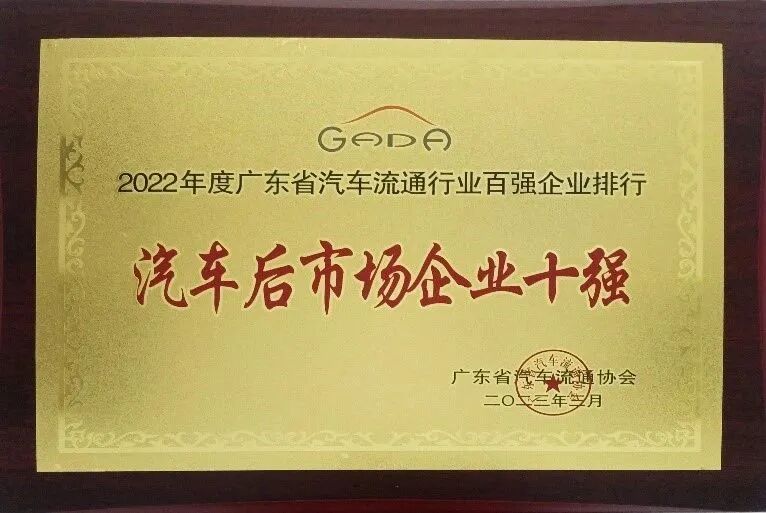 GADA
2022年度广东省汽车流通行业百强企业排行
汽车后市场企业十强
广东省汽车流通协会
二〇二三年三月